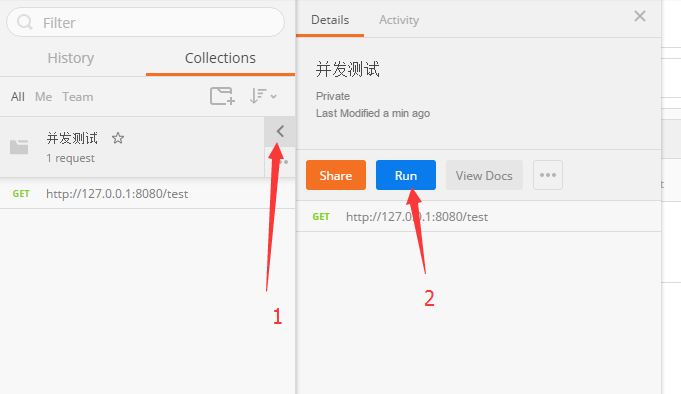 Filter
History Collections
All Me Team
并发测试
1 request
GET http://127.0.0.1:8080/test
1
Details Activity
并发测试
Private
Last Modified a min ago
Share Run View Docs
GET http://127.0.0.1:8080/test
2